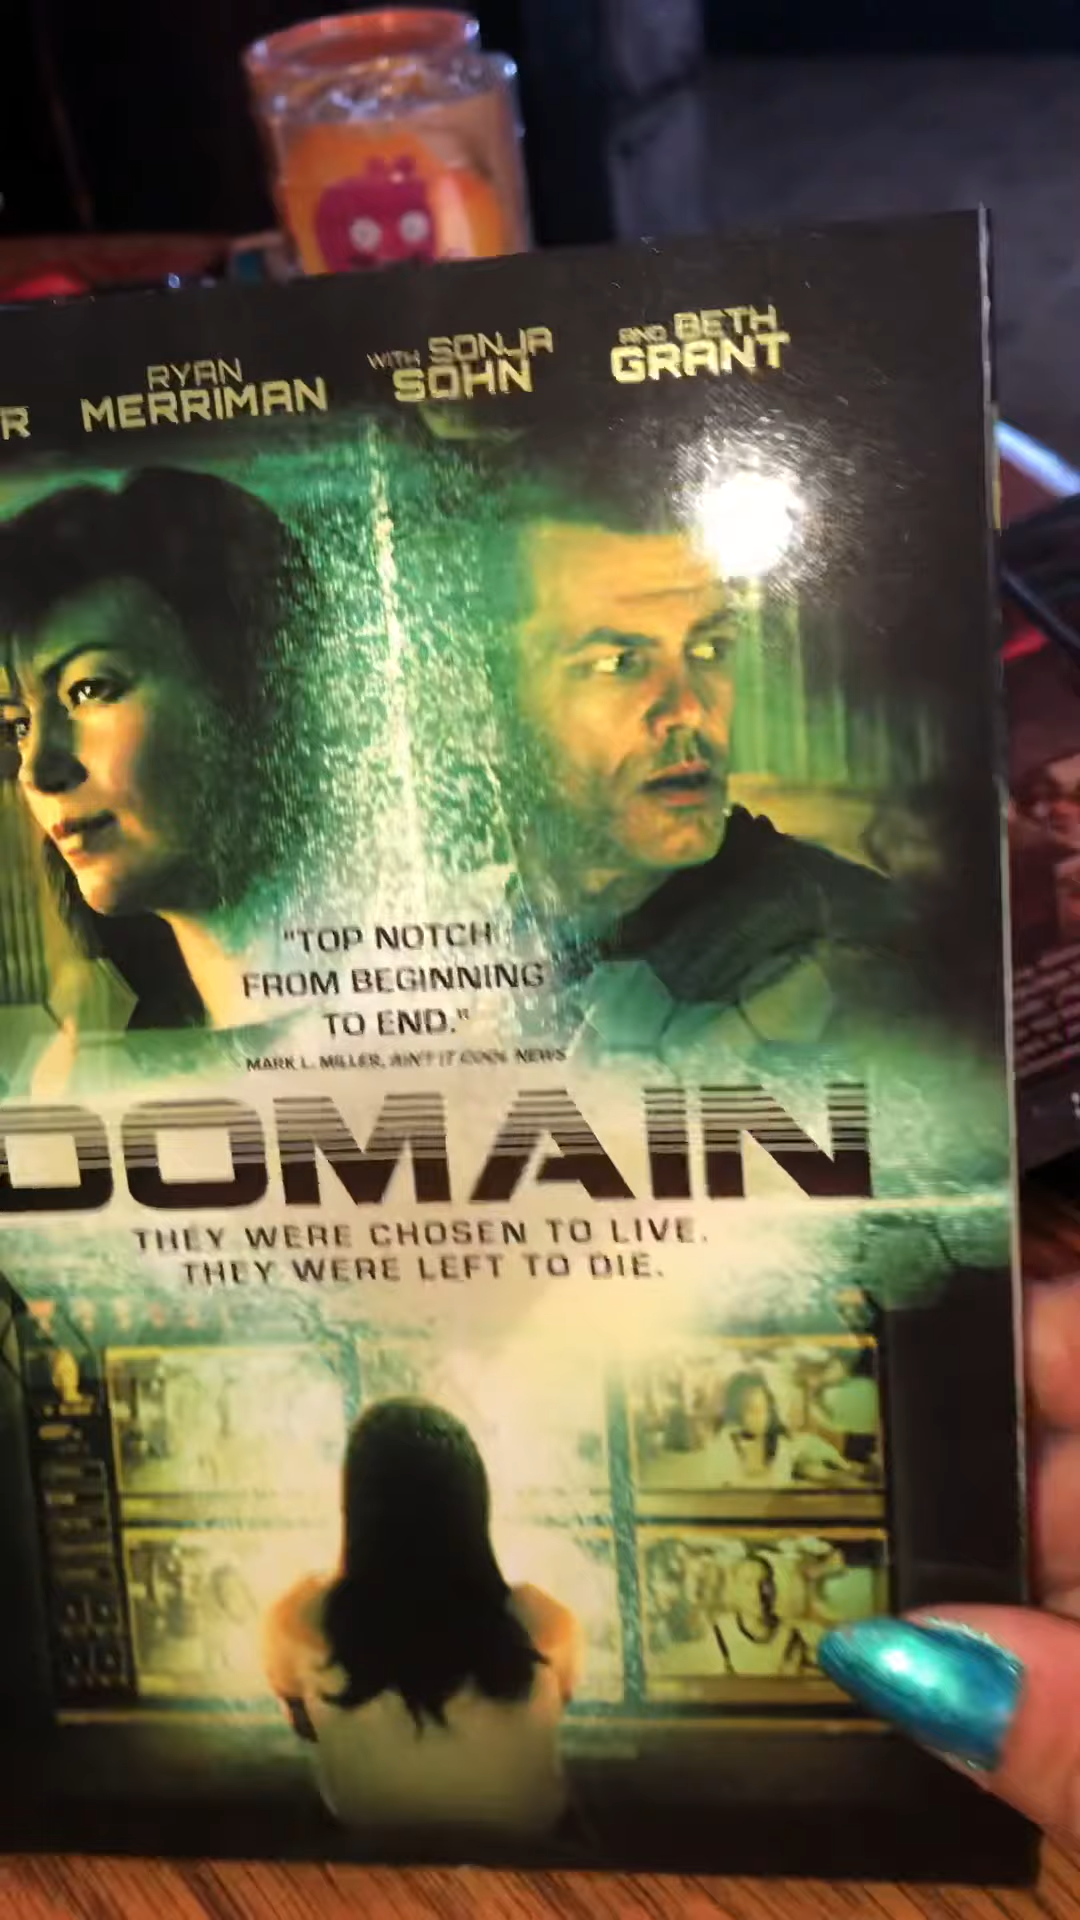 R
RYAN
MERRIMAN
WITH SONJA
SOHN
AND BETH
GRANT
"TOP NOTCH
FROM BEGINNING
TO END."
MARK L. MILLER, AIN'T IT COOL NEWS
DOMAIN
THEY WERE CHOSEN TO LIVE.
THEY WERE LEFT TO DIE.